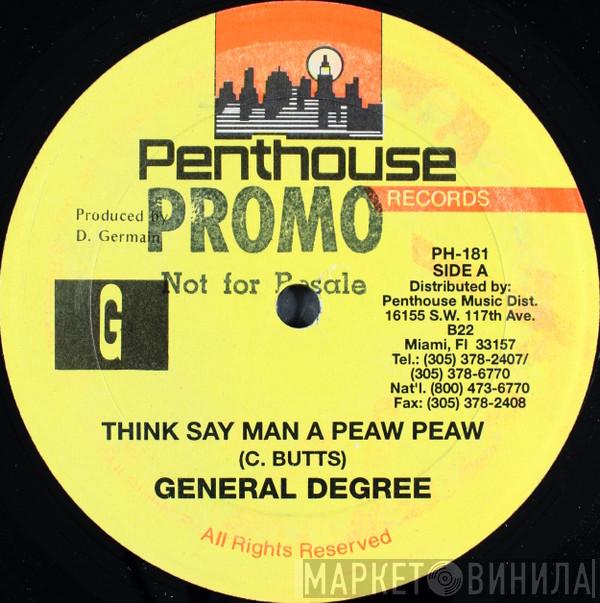 Penthouse
RECORDS
PROMO
Not for Resale
Produced by
D. Germain
G
PH-181
SIDE A
Distributed by:
Penthouse Music Dist.
16155 S.W. 117th Ave.
B22
Miami, Fl 33157
Tel.: (305) 378-2407/
(305) 378-6770
Nat'l. (800) 473-6770
Fax: (305) 378-2408
THINK SAY MAN A PEAW PEAW
(C. BUTTS)
GENERAL DEGREE
All Rights Reserved
МАРКЕТ ВИНИЛА